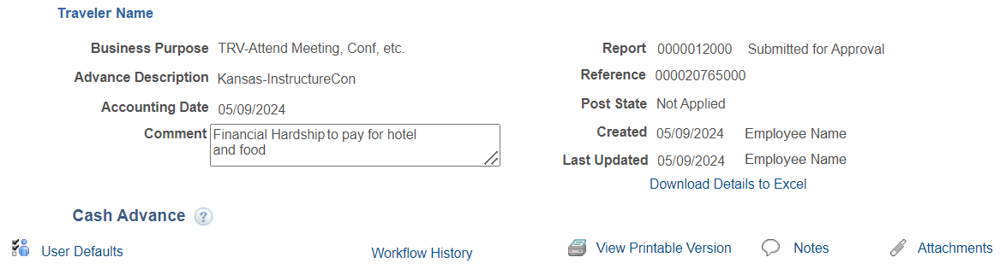 Traveler Name
Business Purpose TRV-Attend Meeting, Conf, etc.
Report 0000012000 Submitted for Approval
Advance Description Kansas-InstructureCon
Reference 000020765000
Accounting Date 05/09/2024
Post State Not Applied
Comment Financial Hardship to pay for hotel
and food
Created 05/09/2024 Employee Name
Last Updated 05/09/2024 Employee Name
Download Details to Excel
Cash Advance ?
User Defaults Workflow History View Printable Version Notes Attachments